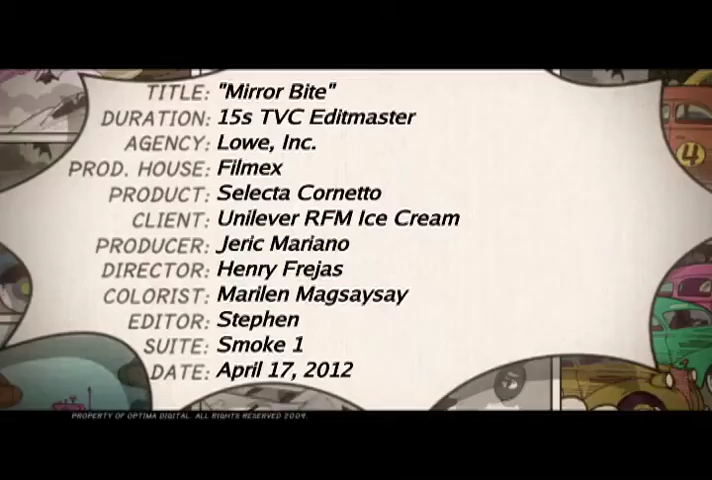 TITLE: "Mirror Bite"
DURATION: 15s TVC Editmaster
AGENCY: Lowe, Inc.
PROD. HOUSE: Filmex
PRODUCT: Selecta Cornetto
CLIENT: Unilever RFM Ice Cream
PRODUCER: Jeric Mariano
DIRECTOR: Henry Frejas
COLORIST: Marilen Magsaysay
EDITOR: Stephen
SUITE: Smoke 1
DATE: April 17, 2012
4
PROPERTY OF OPTIMA DIGITAL. ALL RIGHTS RESERVED 2009.